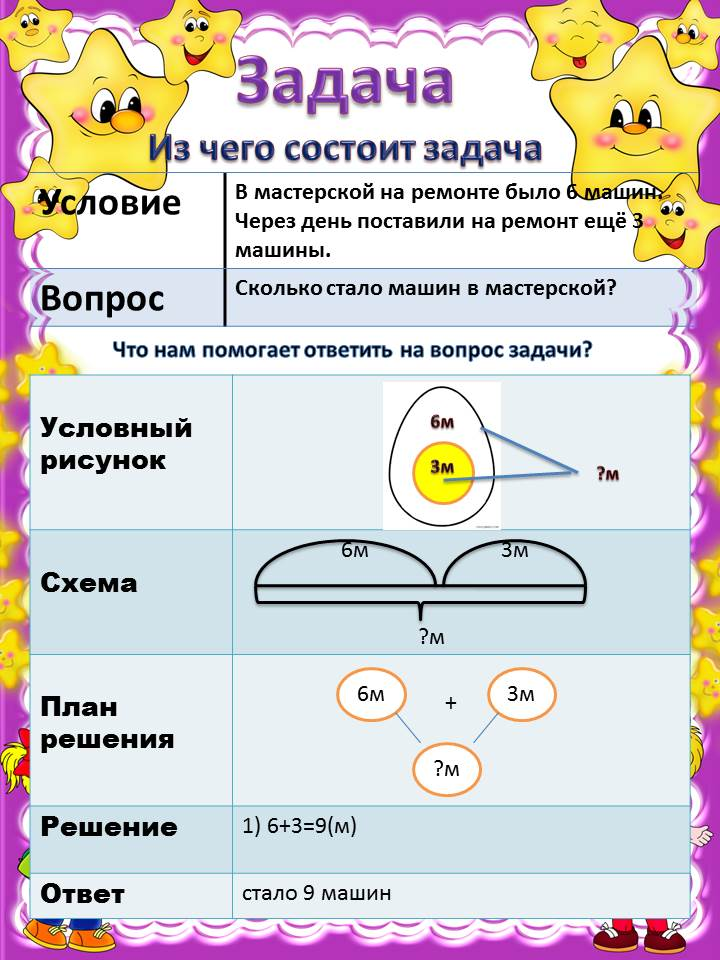 Задача
Из чего состоит задача
Условие
В мастерской на ремонте было 6 машин.
Через день поставили на ремонт ещё 3
машины.
Вопрос
Сколько стало машин в мастерской?
Что нам помогает ответить на вопрос задачи?
Условный
рисунок
6м
3м
?м
Схема
6м 3м
?м
План
решения
6м + 3м
?м
Решение
1) 6+3=9(м)
Ответ
стало 9 машин